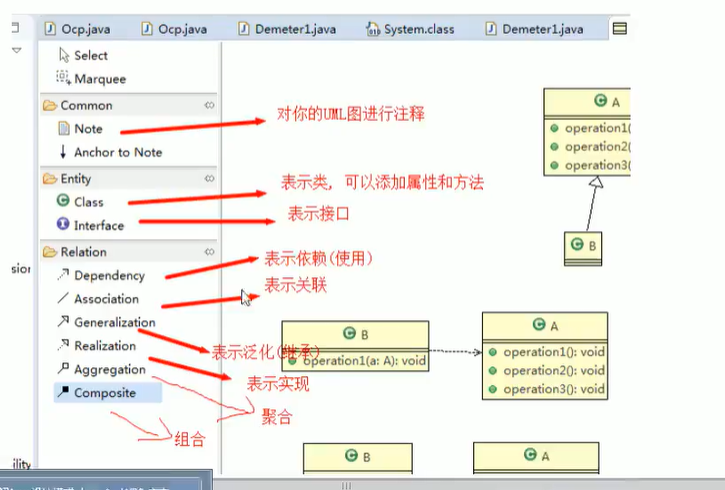 Ocp.java
Ocp.java
Demeter1.java
System.class
Demeter1.java
Select
Marquee
Common
Note
对你的UML图进行注释
Anchor to Note
Entity
Class
表示类, 可以添加属性和方法
Interface
表示接口
Relation
Dependency
表示依赖(使用)
Association
表示关联
Generalization
表示泛化(继承)
Realization
表示实现
Aggregation
聚合
Composite
组合
A
operation1(
operation2(
operation3(
B
B
operation1(a: A): void
A
operation1(): void
operation2(): void
operation3(): void
B
A
sion
ility